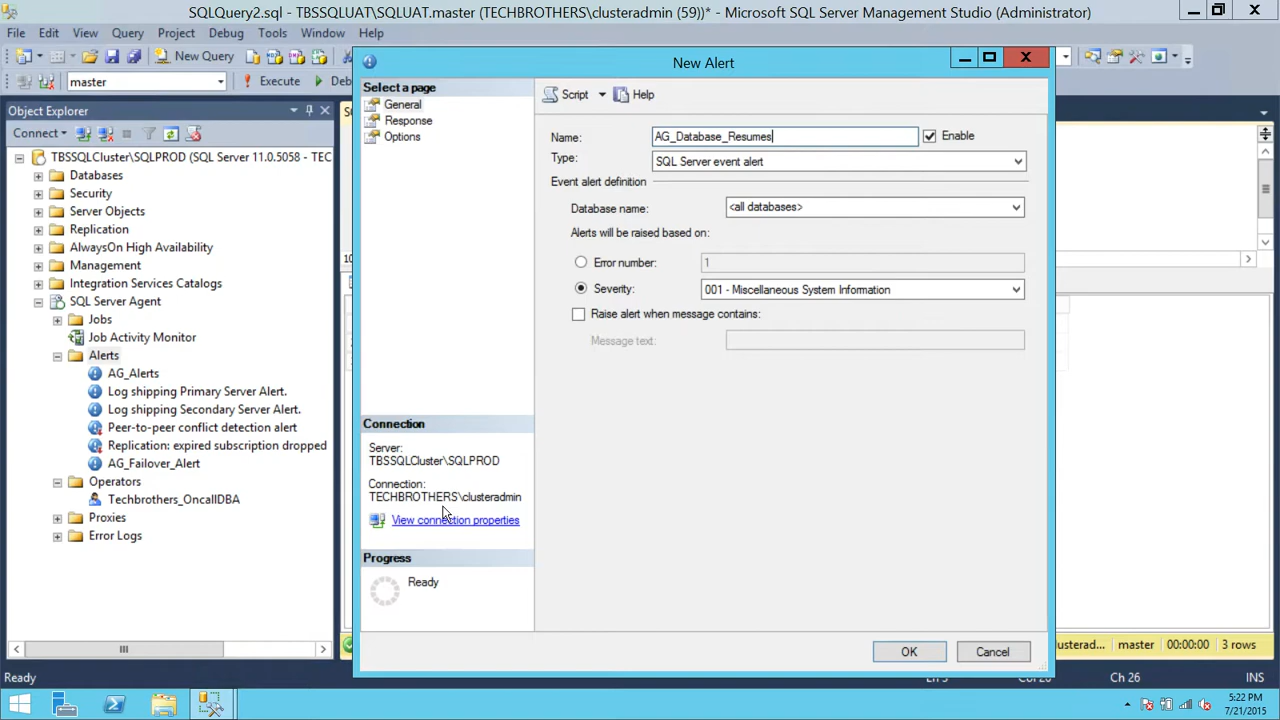 SQLQuery2.sql - TBSSQLUAT\SQLUAT.master (TECHBROTHERS\clusteradmin (59))* - Microsoft SQL Server Management Studio (Administrator)
File Edit View Query Project Debug Tools Window Help
New Query
master Execute
Object Explorer
Connect
TBSSQLCluster\SQLPROD (SQL Server 11.0.5058 - TEC
Databases
Security
Server Objects
Replication
AlwaysOn High Availability
Management
Integration Services Catalogs
SQL Server Agent
Jobs
Job Activity Monitor
Alerts
AG_Alerts
Log shipping Primary Server Alert.
Log shipping Secondary Server Alert.
Peer-to-peer conflict detection alert
Replication: expired subscription dropped
AG_Failover_Alert
Operators
Techbrothers_OncallDBA
Proxies
Error Logs
New Alert
Select a page
General
Response
Options
Script Help
Name: AG_Database_Resumes Enable
Type: SQL Server event alert
Event alert definition
Database name: <all databases>
Alerts will be raised based on:
Error number: 1
Severity: 001 - Miscellaneous System Information
Raise alert when message contains:
Message text:
Connection
Server:
TBSSQLCluster\SQLPROD
Connection:
TECHBROTHERS\clusteradmin
View connection properties
Progress
Ready
OK Cancel
clusterad... master 00:00:00 3 rows
Ready Ch 26 INS
5:22 PM
7/21/2015